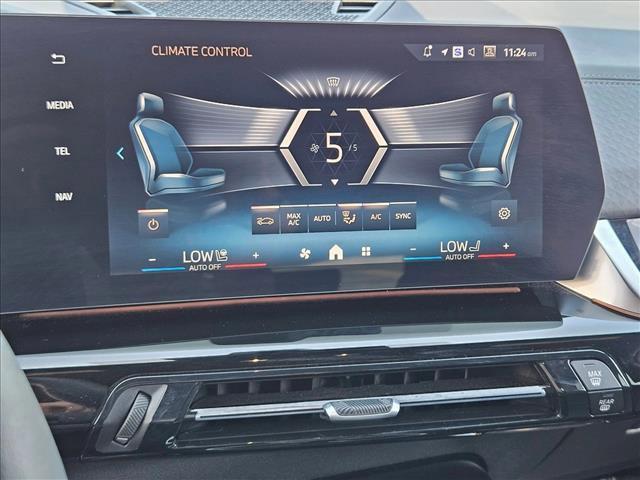 CLIMATE CONTROL
S
11:24 am
MEDIA
TEL
NAV
5 / 5
MAX A/C
AUTO
A/C
SYNC
- LOW +
AUTO OFF
- LOW +
AUTO OFF
MAX
REAR